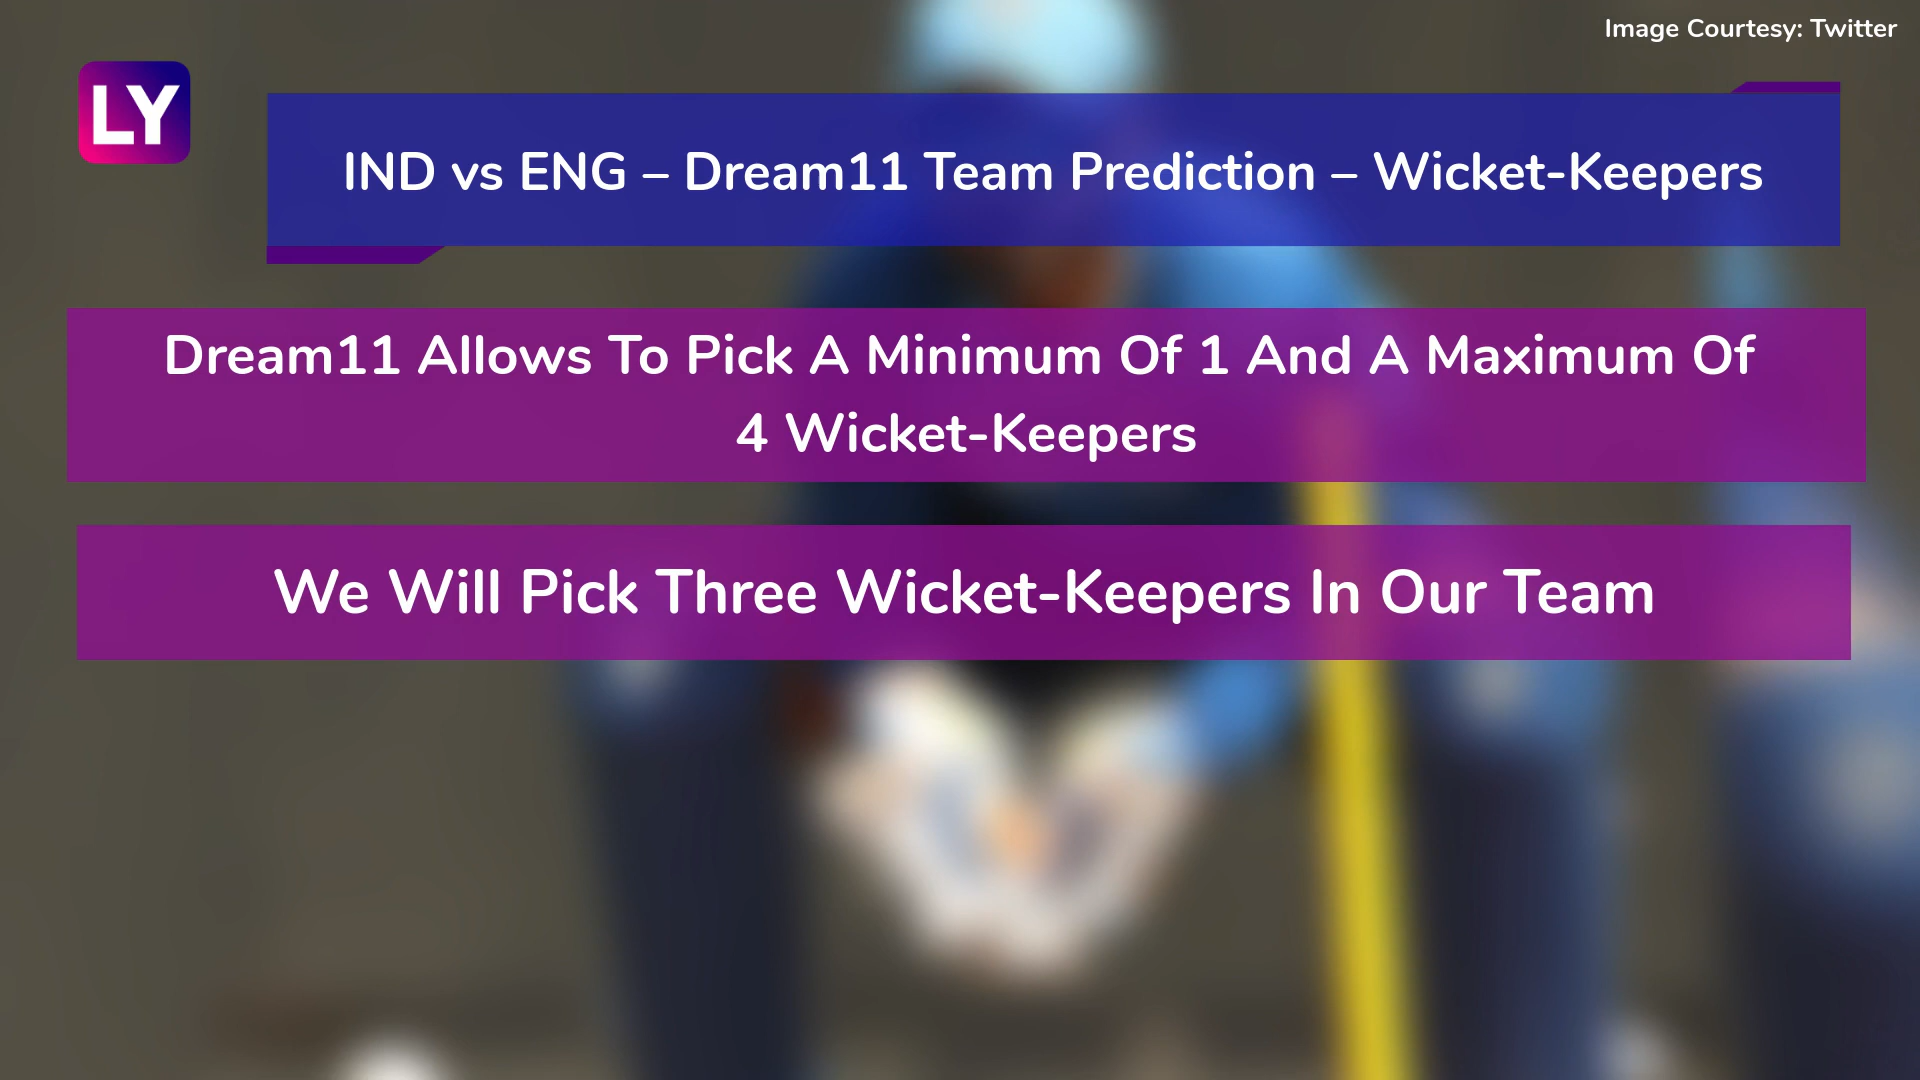 Image Courtesy: Twitter
LY
IND vs ENG – Dream11 Team Prediction – Wicket-Keepers
Dream11 Allows To Pick A Minimum Of 1 And A Maximum Of
4 Wicket-Keepers
We Will Pick Three Wicket-Keepers In Our Team